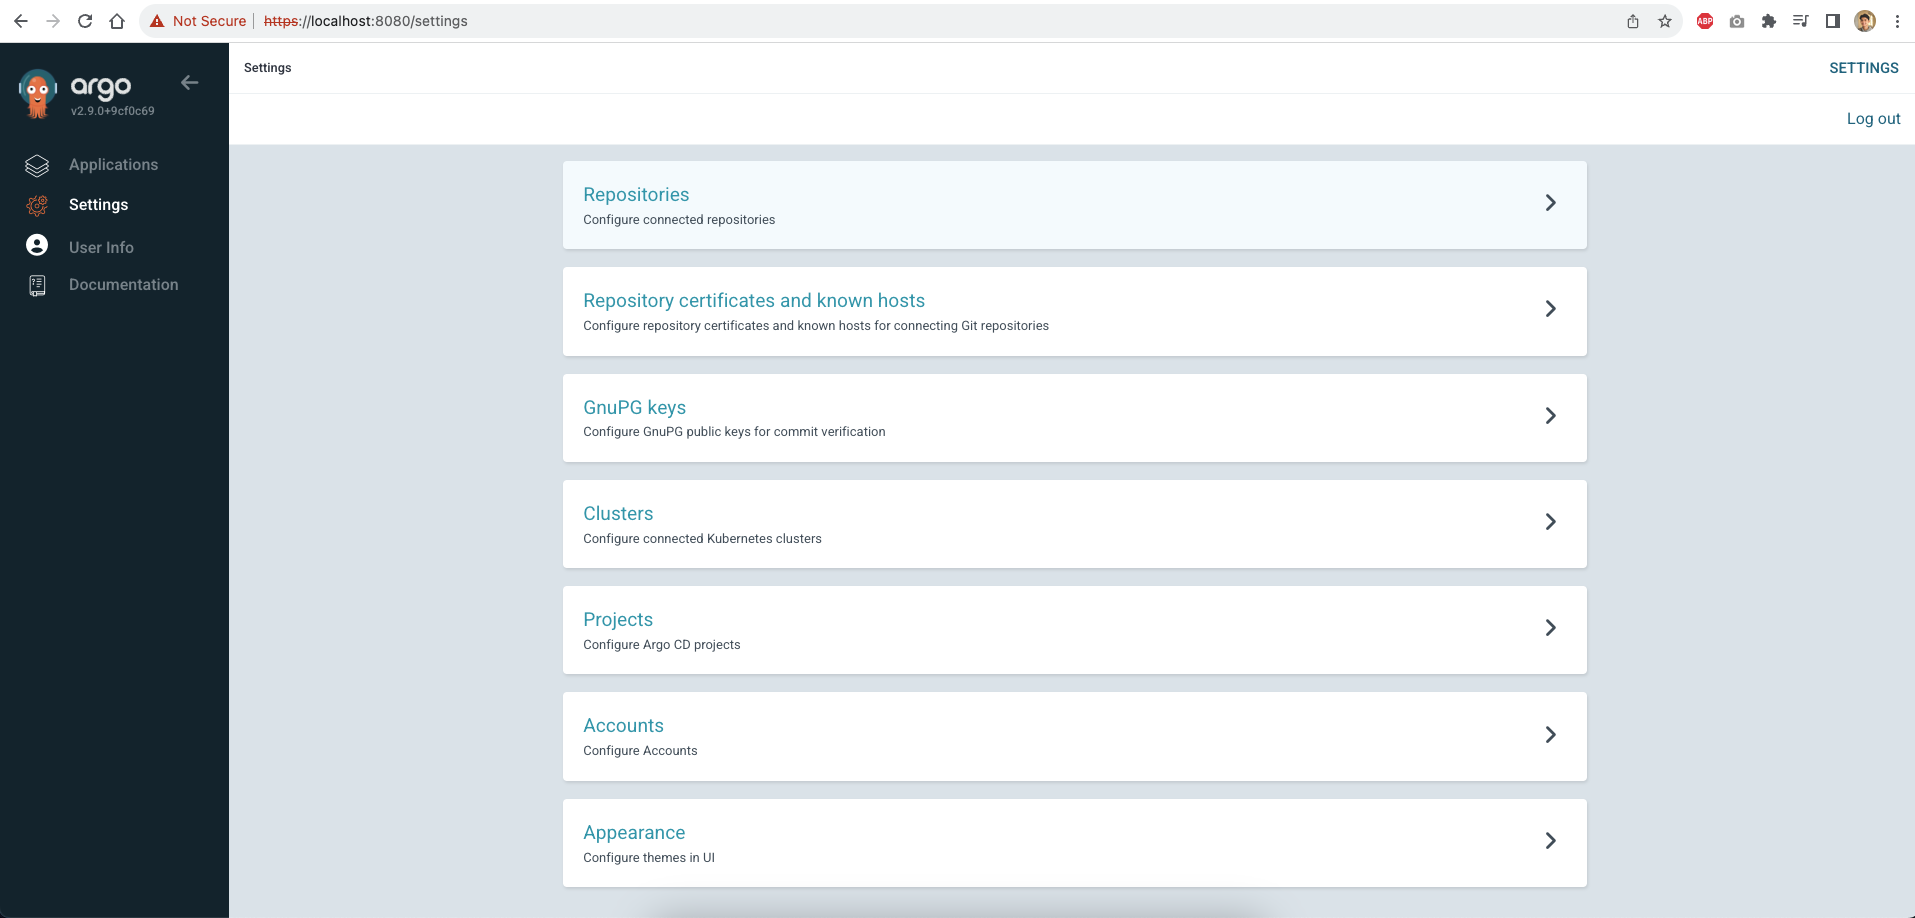 Not Secure https://localhost:8080/settings
ABP
argo
v2.9.0+9cf0c69
Applications
Settings
User Info
Documentation
Settings
SETTINGS
Log out
Repositories
Configure connected repositories
Repository certificates and known hosts
Configure repository certificates and known hosts for connecting Git repositories
GnuPG keys
Configure GnuPG public keys for commit verification
Clusters
Configure connected Kubernetes clusters
Projects
Configure Argo CD projects
Accounts
Configure Accounts
Appearance
Configure themes in UI